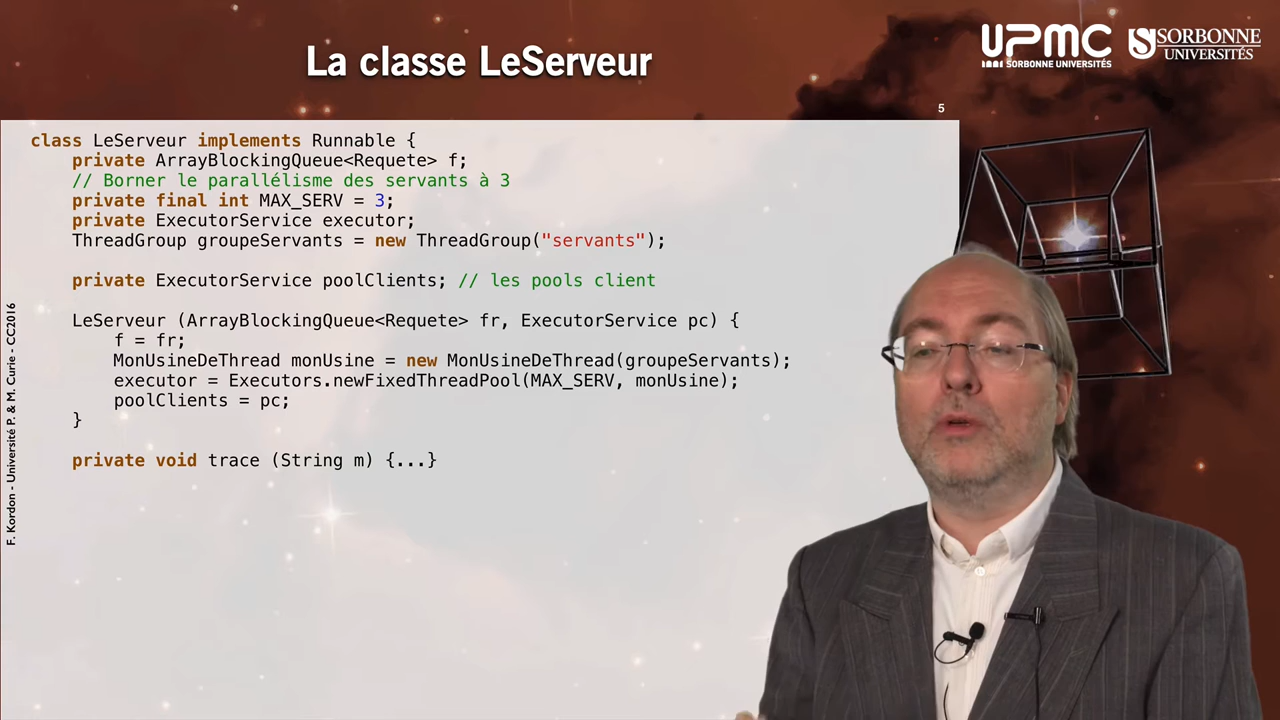 La classe LeServeur
UPMC
SORBONNE UNIVERSITÉS
SORBONNE
UNIVERSITÉS
5
class LeServeur implements Runnable {
private ArrayBlockingQueue<Requete> f;
// Borner le parallélisme des servants à 3
private final int MAX_SERV = 3;
private ExecutorService executor;
ThreadGroup groupeServants = new ThreadGroup("servants");
private ExecutorService poolClients; // les pools client
LeServeur (ArrayBlockingQueue<Requete> fr, ExecutorService pc) {
f = fr;
MonUsineDeThread monUsine = new MonUsineDeThread(groupeServants);
executor = Executors.newFixedThreadPool(MAX_SERV, monUsine);
poolClients = pc;
}
private void trace (String m) {...}
F. Kordon - Université P. & M. Curie - CC2016